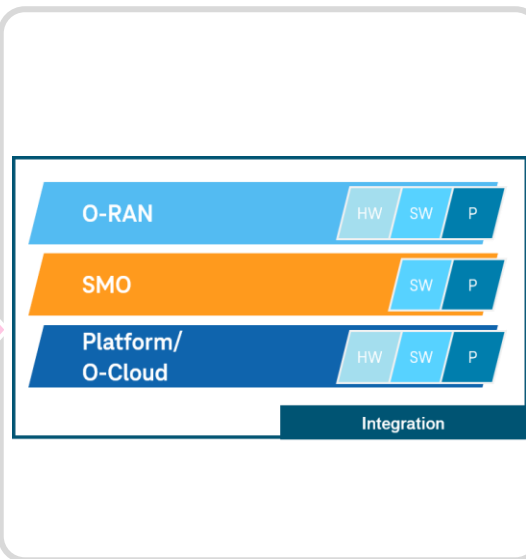 O-RAN HW SW P
SMO SW P
Platform/
O-Cloud HW SW P
Integration